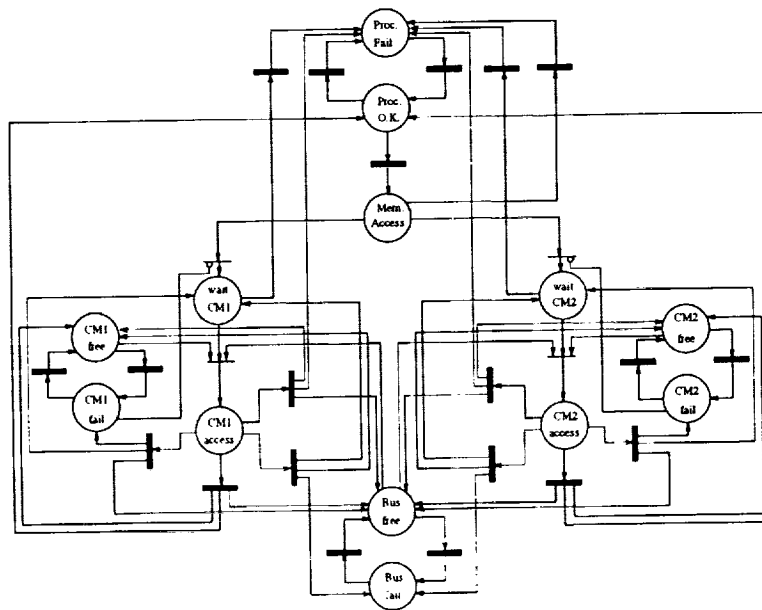 Proc.
Fail
Proc.
O.K.
Mem.
Access
wait
CM1
wait
CM2
CM1
free
CM2
free
CM1
fail
CM2
fail
CM1
access
CM2
access
Bus
free
Bus
fail